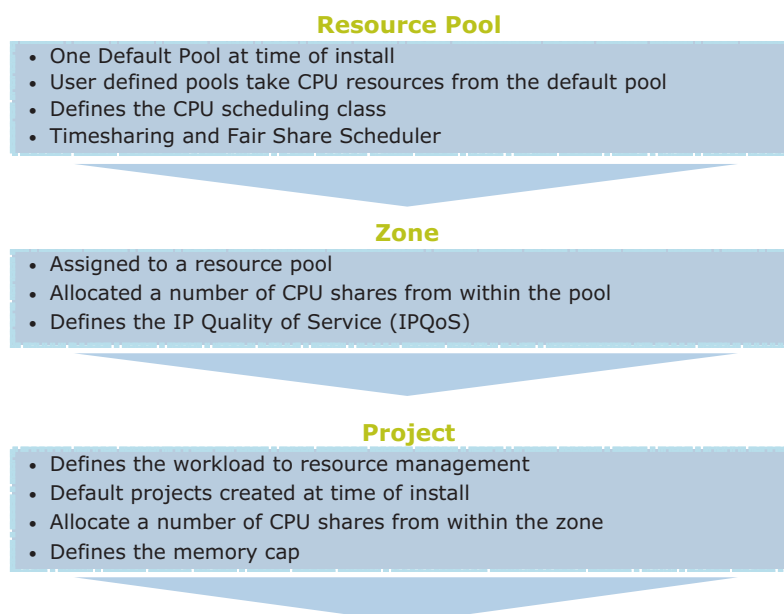 Resource Pool
• One Default Pool at time of install
• User defined pools take CPU resources from the default pool
• Defines the CPU scheduling class
• Timesharing and Fair Share Scheduler
Zone
• Assigned to a resource pool
• Allocated a number of CPU shares from within the pool
• Defines the IP Quality of Service (IPQoS)
Project
• Defines the workload to resource management
• Default projects created at time of install
• Allocate a number of CPU shares from within the zone
• Defines the memory cap